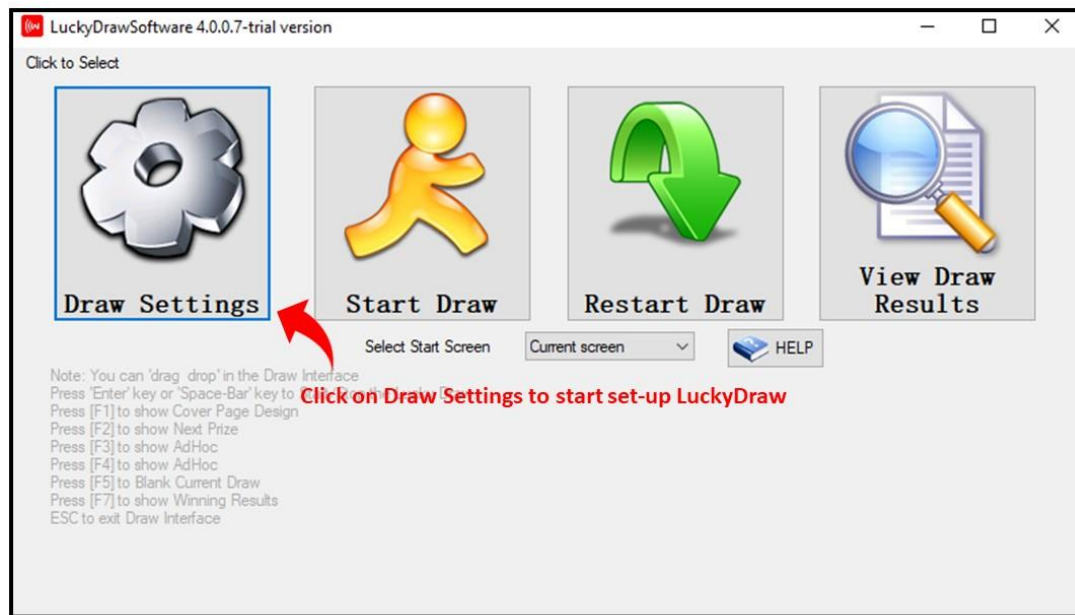 LuckyDrawSoftware 4.0.0.7-trial version
Click to Select
Draw Settings
Start Draw
Restart Draw
View Draw
Results
Select Start Screen
Current screen
HELP
Note: You can 'drag drop' in the Draw Interface
Press 'Enter' key or 'Space-Bar' key to
Click on Draw Settings to start set-up LuckyDraw
Press [F1] to show Cover Page Design
Press [F2] to show Next Prize
Press [F3] to show AdHoc
Press [F4] to show AdHoc
Press [F5] to Blank Current Draw
Press [F7] to show Winning Results
ESC to exit Draw Interface